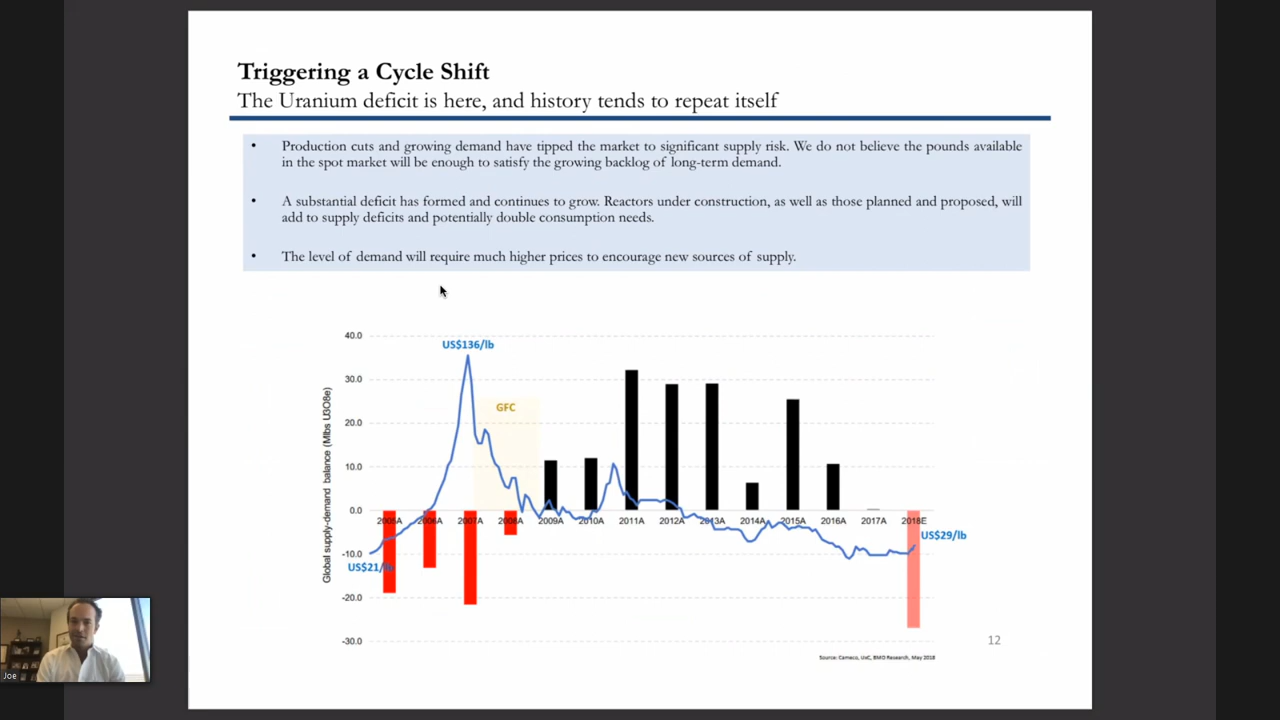 Triggering a Cycle Shift
The Uranium deficit is here, and history tends to repeat itself
• Production cuts and growing demand have tipped the market to significant supply risk. We do not believe the pounds available
in the spot market will be enough to satisfy the growing backlog of long-term demand.
• A substantial deficit has formed and continues to grow. Reactors under construction, as well as those planned and proposed, will
add to supply deficits and potentially double consumption needs.
• The level of demand will require much higher prices to encourage new sources of supply.
Global supply-demand balance (Mlbs U3O8e)
40.0
30.0
20.0
10.0
0.0
-10.0
-20.0
-30.0
US$136/lb
GFC
2005A 2006A 2007A 2008A 2009A 2010A 2011A 2012A 2013A 2014A 2015A 2016A 2017A 2018E
US$29/lb
US$21/lb
12
Source: Cameco, UxC, BMO Research, May 2018
Joe